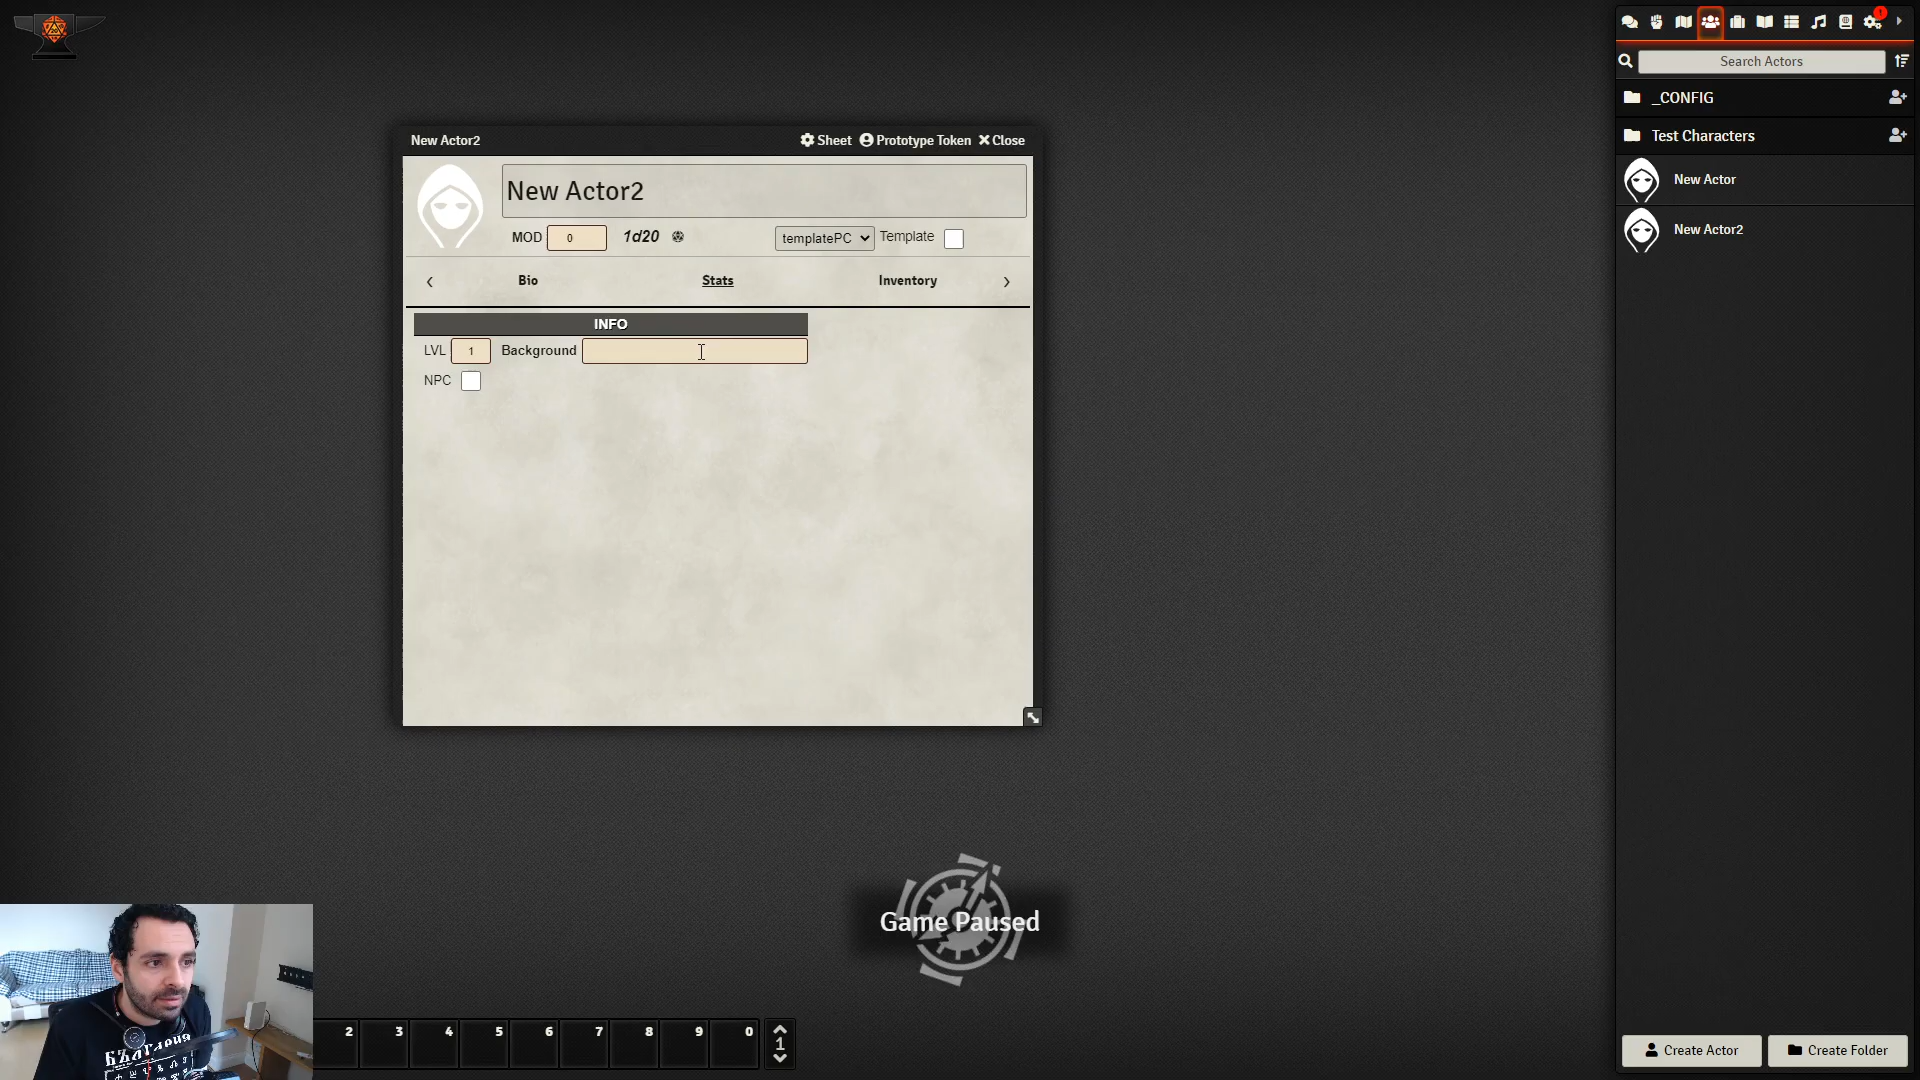 Search Actors
_CONFIG
Test Characters
New Actor
New Actor2
New Actor2
Sheet
Prototype Token
Close
New Actor2
MOD 0 1d20
templatePC Template
Bio
Stats
Inventory
INFO
LVL 1 Background
NPC
Game Paused
България
2 3 4 5 6 7 8 9 0
1
Create Actor
Create Folder